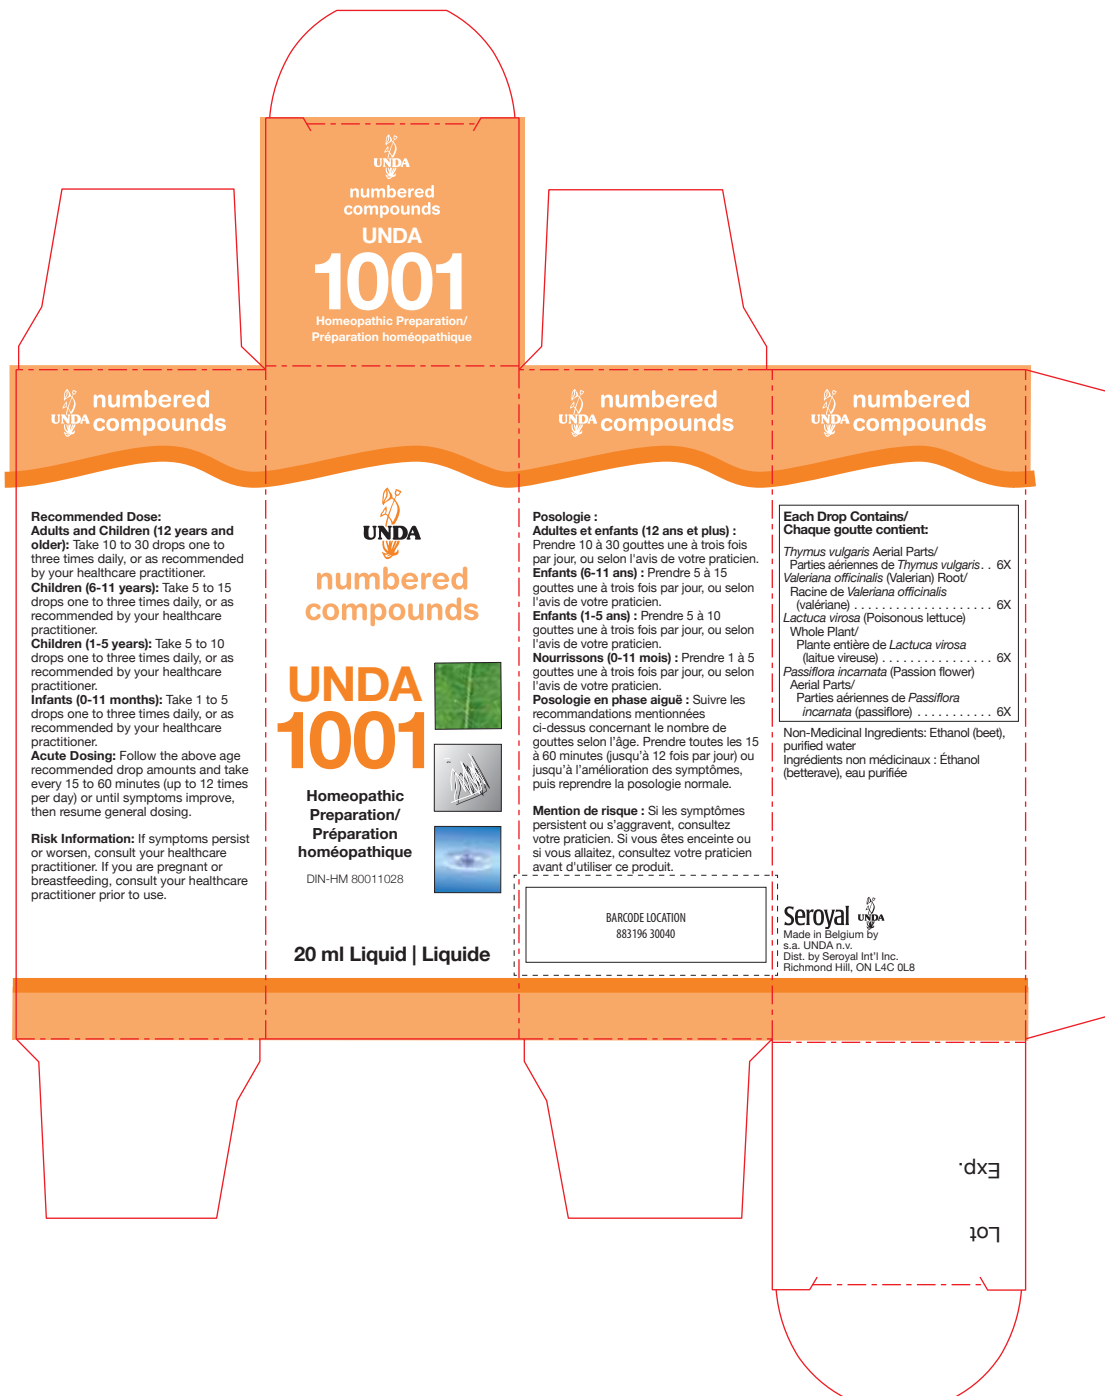 UNDA
numbered
compounds
UNDA
1001
Homeopathic Preparation/
Préparation homéopathique
UNDA
numbered
compounds
UNDA
numbered
compounds
UNDA
numbered
compounds
Recommended Dose:
Adults and Children (12 years and
older): Take 10 to 30 drops one to
three times daily, or as recommended
by your healthcare practitioner.
Children (6-11 years): Take 5 to 15
drops one to three times daily, or as
recommended by your healthcare
practitioner.
Children (1-5 years): Take 5 to 10
drops one to three times daily, or as
recommended by your healthcare
practitioner.
Infants (0-11 months): Take 1 to 5
drops one to three times daily, or as
recommended by your healthcare
practitioner.
Acute Dosing: Follow the above age
recommended drop amounts and take
every 15 to 60 minutes (up to 12 times
per day) or until symptoms improve,
then resume general dosing.
Risk Information: If symptoms persist
or worsen, consult your healthcare
practitioner. If you are pregnant or
breastfeeding, consult your healthcare
practitioner prior to use.
UNDA
numbered
compounds
UNDA
1001
Homeopathic
Preparation/
Préparation
homéopathique
DIN-HM 80011028
20 ml Liquid | Liquide
Posologie :
Adultes et enfants (12 ans et plus) :
Prendre 10 à 30 gouttes une à trois fois
par jour, ou selon l'avis de votre praticien.
Enfants (6-11 ans) : Prendre 5 à 15
gouttes une à trois fois par jour, ou selon
l'avis de votre praticien.
Enfants (1-5 ans) : Prendre 5 à 10
gouttes une à trois fois par jour, ou selon
l'avis de votre praticien.
Nourrissons (0-11 mois) : Prendre 1 à 5
gouttes une à trois fois par jour, ou selon
l'avis de votre praticien.
Posologie en phase aiguë : Suivre les
recommandations mentionnées
ci-dessus concernant le nombre de
gouttes selon l'âge. Prendre toutes les 15
à 60 minutes (jusqu'à 12 fois par jour) ou
jusqu'à l'amélioration des symptômes,
puis reprendre la posologie normale.
Mention de risque : Si les symptômes
persistent ou s'aggravent, consultez
votre praticien. Si vous êtes enceinte ou
si vous allaitez, consultez votre praticien
avant d'utiliser ce produit.
BARCODE LOCATION
883196 30040
Each Drop Contains/
Chaque goutte contient:
Thymus vulgaris Aerial Parts/
Parties aériennes de Thymus vulgaris. . 6X
Valeriana officinalis (Valerian) Root/
Racine de Valeriana officinalis
(valériane) . . . . . . . . . . . . . . . . . . . . 6X
Lactuca virosa (Poisonous lettuce)
Whole Plant/
Plante entière de Lactuca virosa
(laitue vireuse) . . . . . . . . . . . . . . . . 6X
Passiflora incarnata (Passion flower)
Aerial Parts/
Parties aériennes de Passiflora
incarnata (passiflore) . . . . . . . . . . . 6X
Non-Medicinal Ingredients: Ethanol (beet),
purified water
Ingrédients non médicinaux : Éthanol
(betterave), eau purifiée
Seroyal UNDA
Made in Belgium by
s.a. UNDA n.v.
Dist. by Seroyal Int'l Inc.
Richmond Hill, ON L4C 0L8
Exp.
Lot